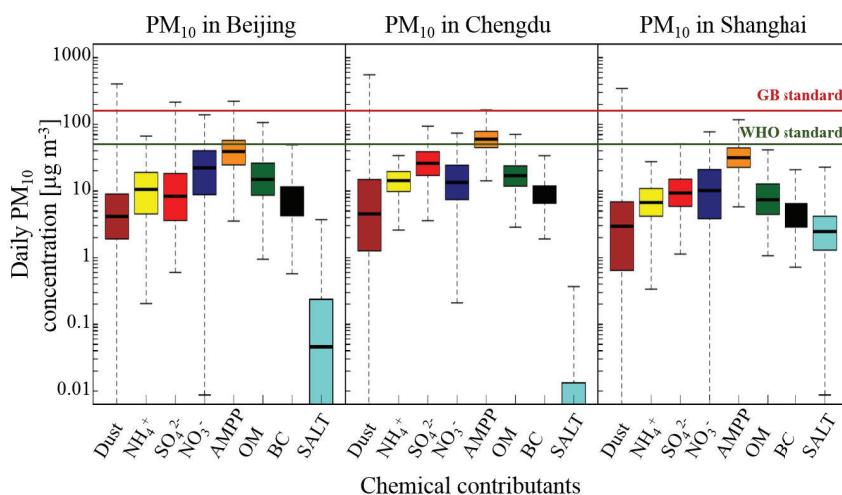 PM₁₀ in Beijing PM₁₀ in Chengdu PM₁₀ in Shanghai
Daily PM₁₀
concentration [µg m⁻³]
1000
100
10
1
0.1
0.01
GB standard
WHO standard
Dust NH₄⁺ SO₄²⁻ NO₃⁻ AMPP OM BC SALT Dust NH₄⁺ SO₄²⁻ NO₃⁻ AMPP OM BC SALT Dust NH₄⁺ SO₄²⁻ NO₃⁻ AMPP OM BC SALT
Chemical contributants